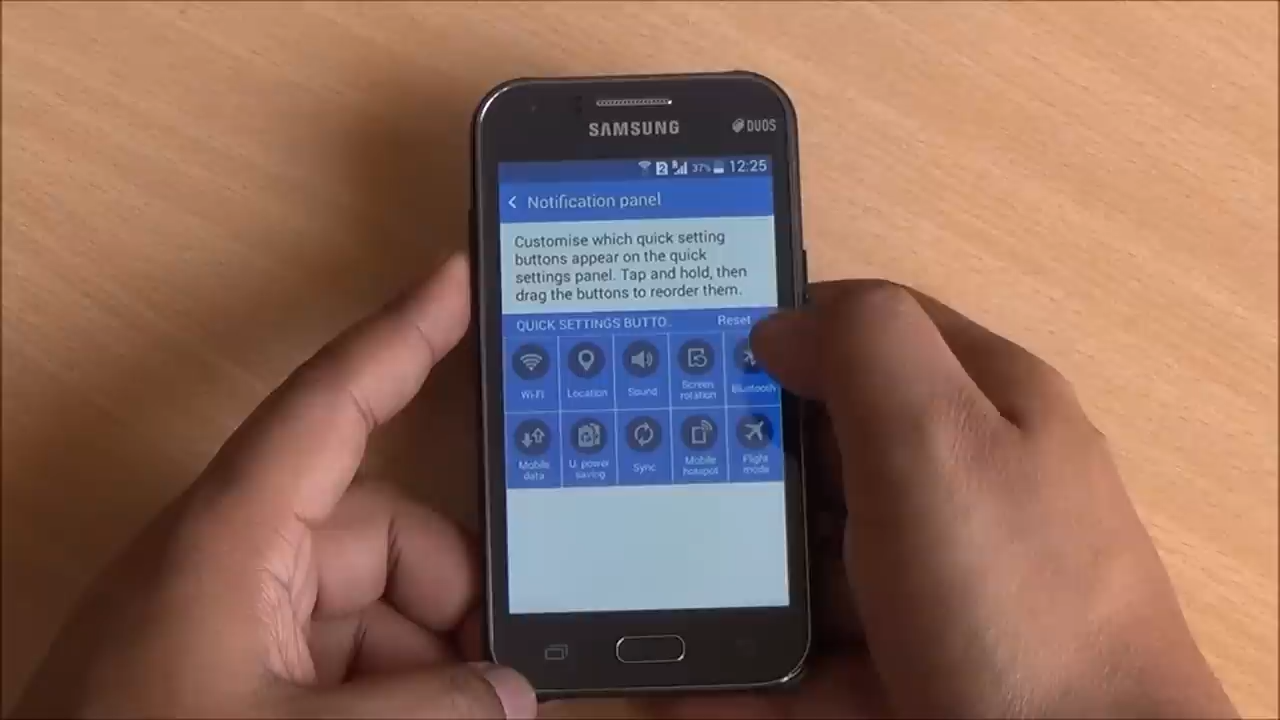 SAMSUNG
DUOS
2
37%
12:25
Notification panel
Customise which quick setting
buttons appear on the quick
settings panel. Tap and hold, then
drag the buttons to reorder them.
QUICK SETTINGS BUTTO..
Reset
Wi-Fi
Location
Sound
Screen
rotation
Bluetooth
Mobile
data
U. power
saving
Sync
Mobile
hotspot
Flight
mode